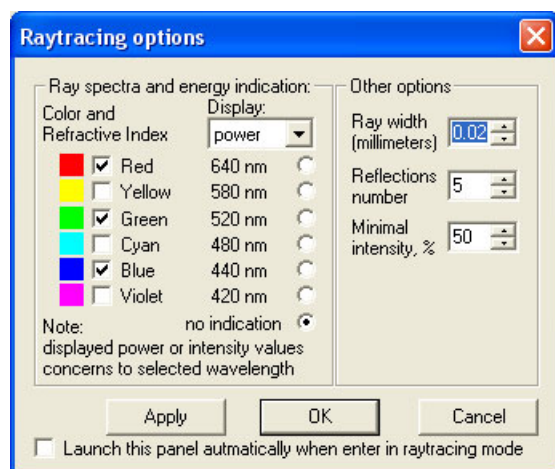 Raytracing options
Ray spectra and energy indication:
Color and
Refractive Index
Display:
power
Red 640 nm
Yellow 580 nm
Green 520 nm
Cyan 480 nm
Blue 440 nm
Violet 420 nm
no indication
Note:
displayed power or intensity values
concerns to selected wavelength
Other options
Ray width
(millimeters)
0.02
Reflections
number
5
Minimal
intensity, %
50
Apply
OK
Cancel
Launch this panel autmatically when enter in raytracing mode